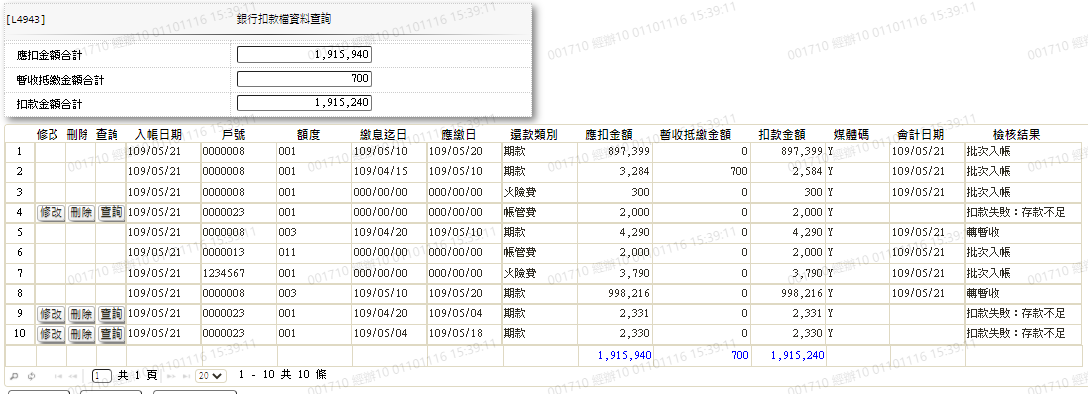 [L4943] 銀行扣款檔資料查詢
應扣金額合計 1,915,940
暫收抵繳金額合計 700
扣款金額合計 1,915,240
修改 刪除 查詢 入帳日期 戶號 額度 繳息迄日 應繳日 還款類別 應扣金額 暫收抵繳金額 扣款金額 媒體碼 會計日期 檢核結果
1 109/05/21 0000008 001 109/05/10 109/05/20 期款 897,399 0 897,399 Y 109/05/21 批次入帳
2 109/05/21 0000008 001 109/04/15 109/05/10 期款 3,284 700 2,584 Y 109/05/21 批次入帳
3 109/05/21 0000008 001 000/00/00 000/00/00 火險費 300 0 300 Y 109/05/21 批次入帳
4 修改 刪除 查詢 109/05/21 0000023 001 000/00/00 000/00/00 帳管費 2,000 0 2,000 Y 扣款失敗：存款不足
5 109/05/21 0000008 003 109/04/20 109/05/10 期款 4,290 0 4,290 Y 109/05/21 轉暫收
6 109/05/21 0000013 011 000/00/00 000/00/00 帳管費 2,000 0 2,000 Y 109/05/21 批次入帳
7 109/05/21 1234567 001 000/00/00 000/00/00 火險費 3,790 0 3,790 Y 109/05/21 批次入帳
8 109/05/21 0000008 003 109/05/10 109/05/20 期款 998,216 0 998,216 Y 109/05/21 轉暫收
9 修改 刪除 查詢 109/05/21 0000023 001 109/04/20 109/05/04 期款 2,331 0 2,331 Y 扣款失敗：存款不足
10 修改 刪除 查詢 109/05/21 0000023 001 109/05/04 109/05/18 期款 2,330 0 2,330 Y 扣款失敗：存款不足
1,915,940 700 1,915,240
1 共 1 頁 20 1 - 10 共 10 條
001710 經辦10 01101116 15:39:11